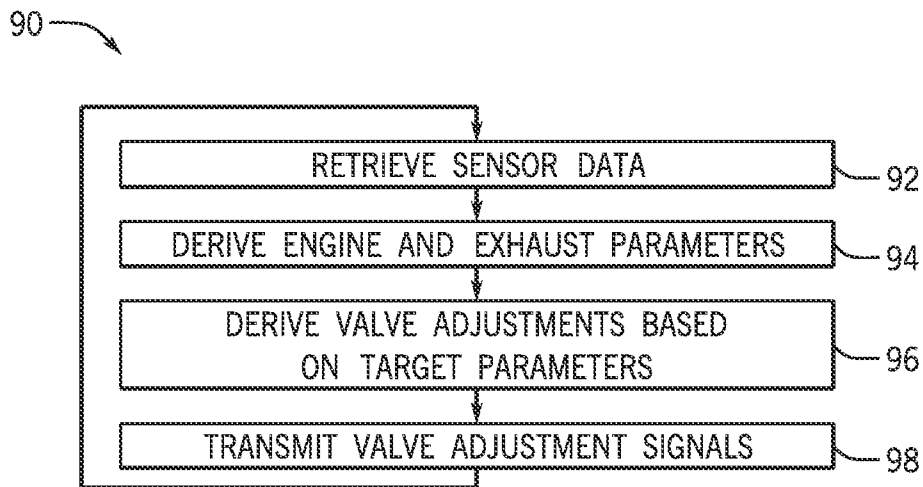 90
RETRIEVE SENSOR DATA
92
DERIVE ENGINE AND EXHAUST PARAMETERS
94
DERIVE VALVE ADJUSTMENTS BASED
ON TARGET PARAMETERS
96
TRANSMIT VALVE ADJUSTMENT SIGNALS
98